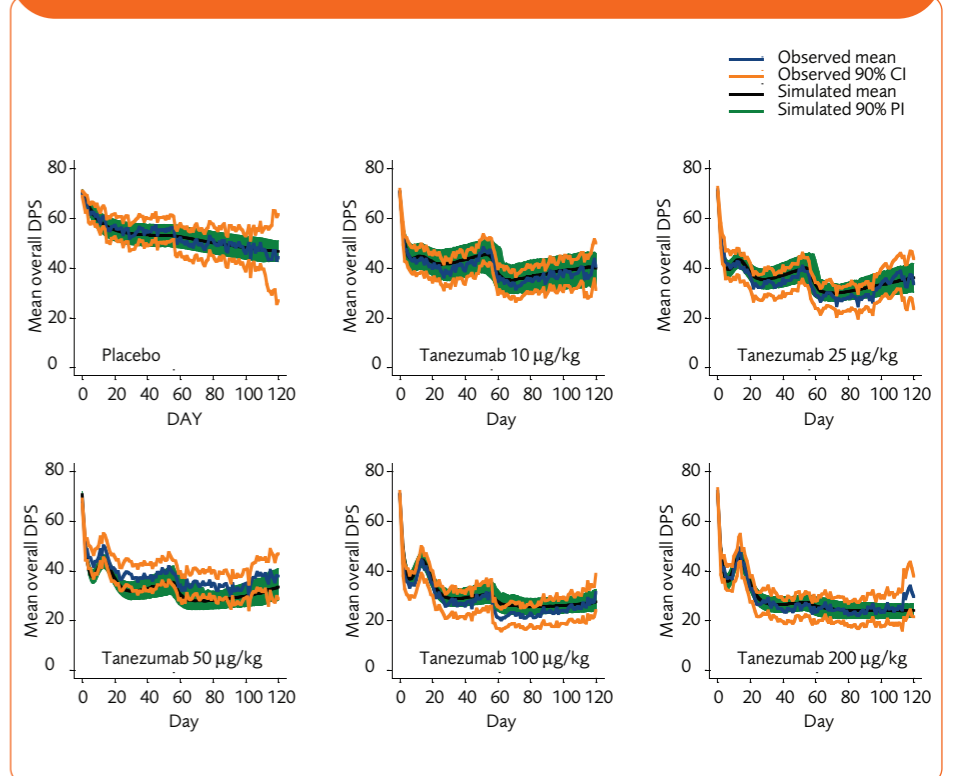 Observed mean
Observed 90% CI
Simulated mean
Simulated 90% PI
80
60
40
20
0
Mean overall DPS
Placebo
0 20 40 60 80 100 120
DAY
80
60
40
20
0
Mean overall DPS
Tanezumab 10 μg/kg
0 20 40 60 80 100 120
Day
80
60
40
20
0
Mean overall DPS
Tanezumab 25 μg/kg
0 20 40 60 80 100 120
Day
80
60
40
20
0
Mean overall DPS
Tanezumab 50 μg/kg
0 20 40 60 80 100 120
Day
80
60
40
20
0
Mean overall DPS
Tanezumab 100 μg/kg
0 20 40 60 80 100 120
Day
80
60
40
20
0
Mean overall DPS
Tanezumab 200 μg/kg
0 20 40 60 80 100 120
Day